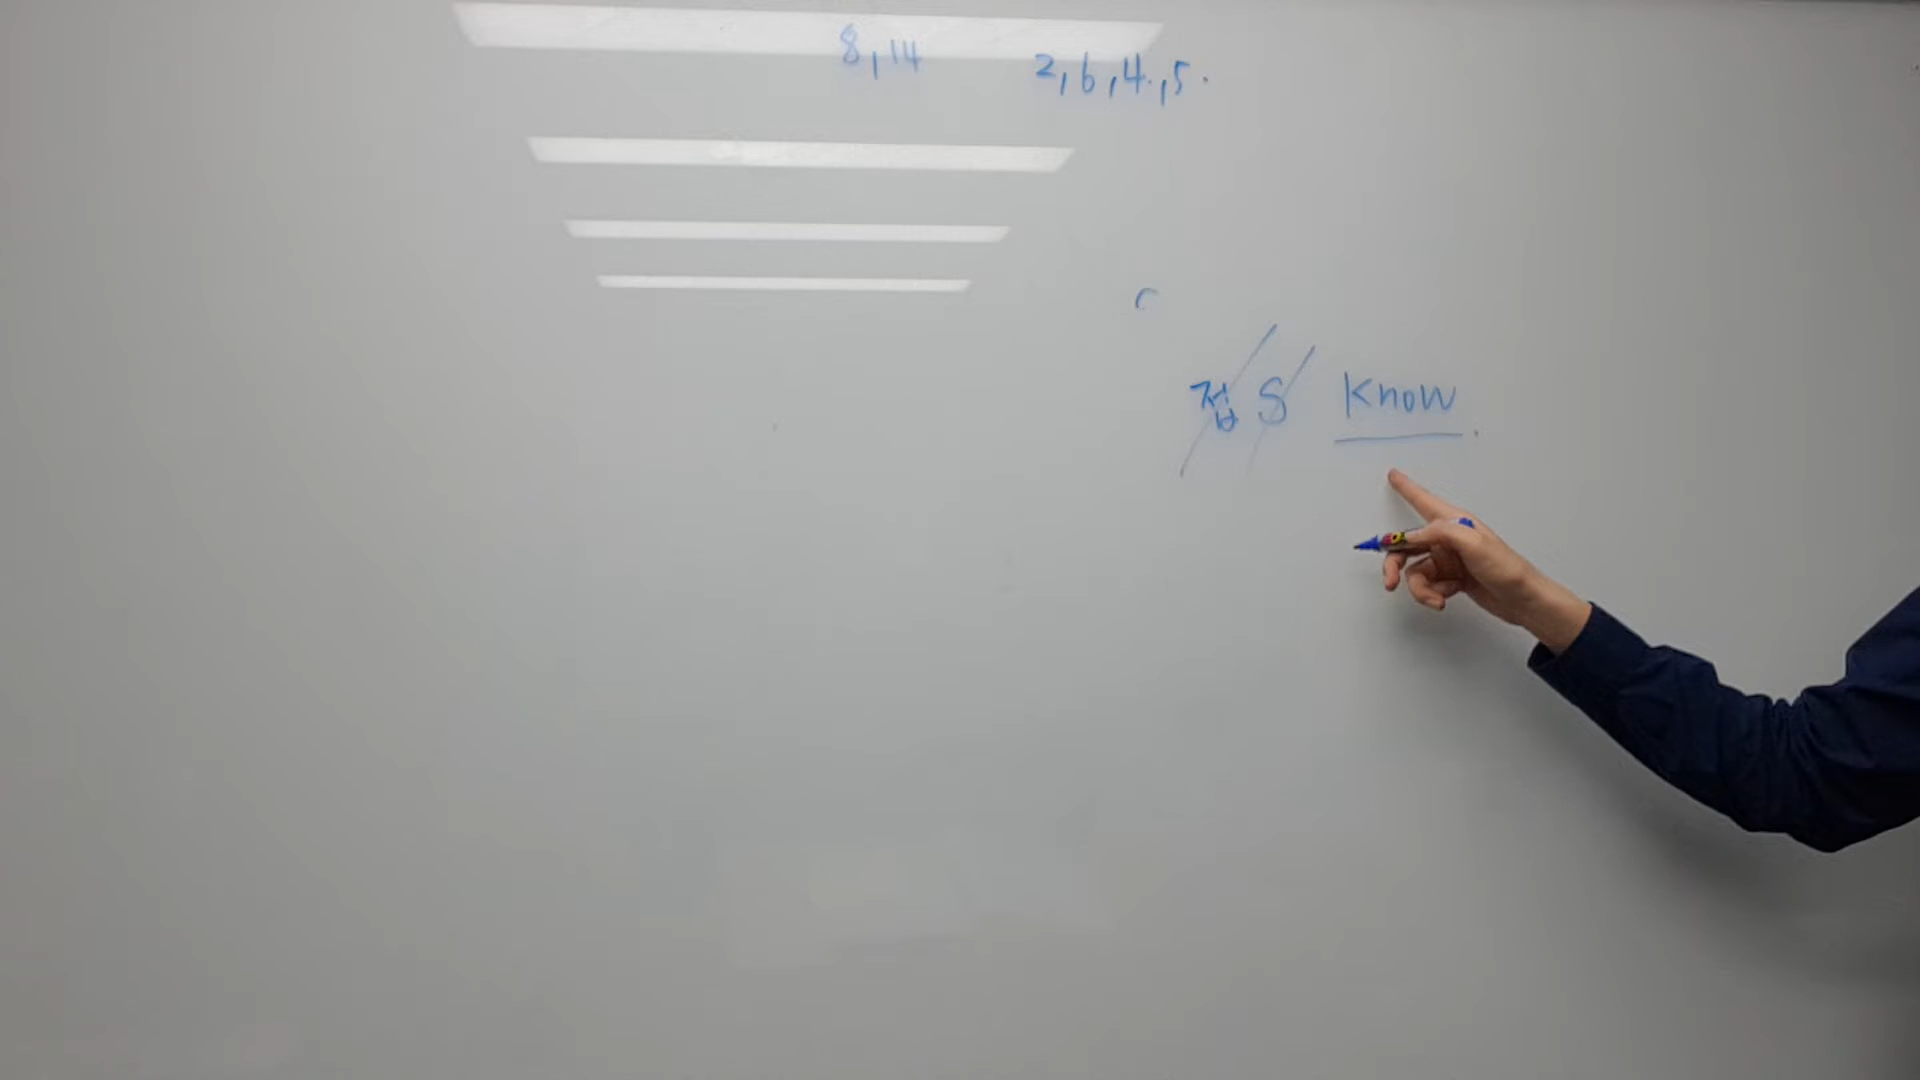 8, 14
2, 6, 4, 5.
접 S Know.